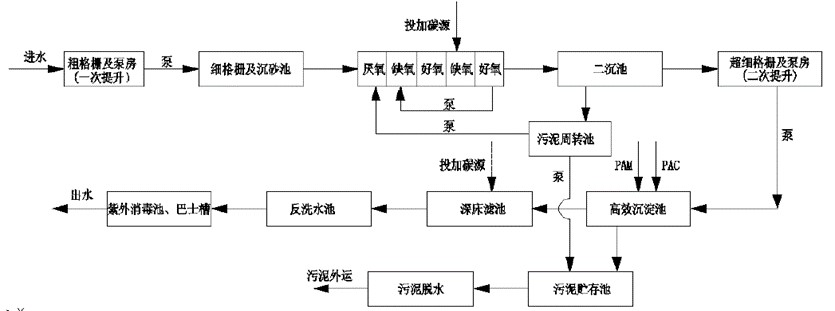 投加碳源
进水
粗格栅及泵房
(一次提升)
泵
细格栅及沉砂池
厌氧
缺氧
好氧
缺氧
好氧
二沉池
超细格栅及泵房
(二次提升)
泵
泵
污泥周转池
泵
投加碳源
泵
PAM
PAC
出水
紫外消毒池、巴士槽
反洗水池
深床滤池
高效沉淀池
污泥外运
污泥脱水
污泥贮存池